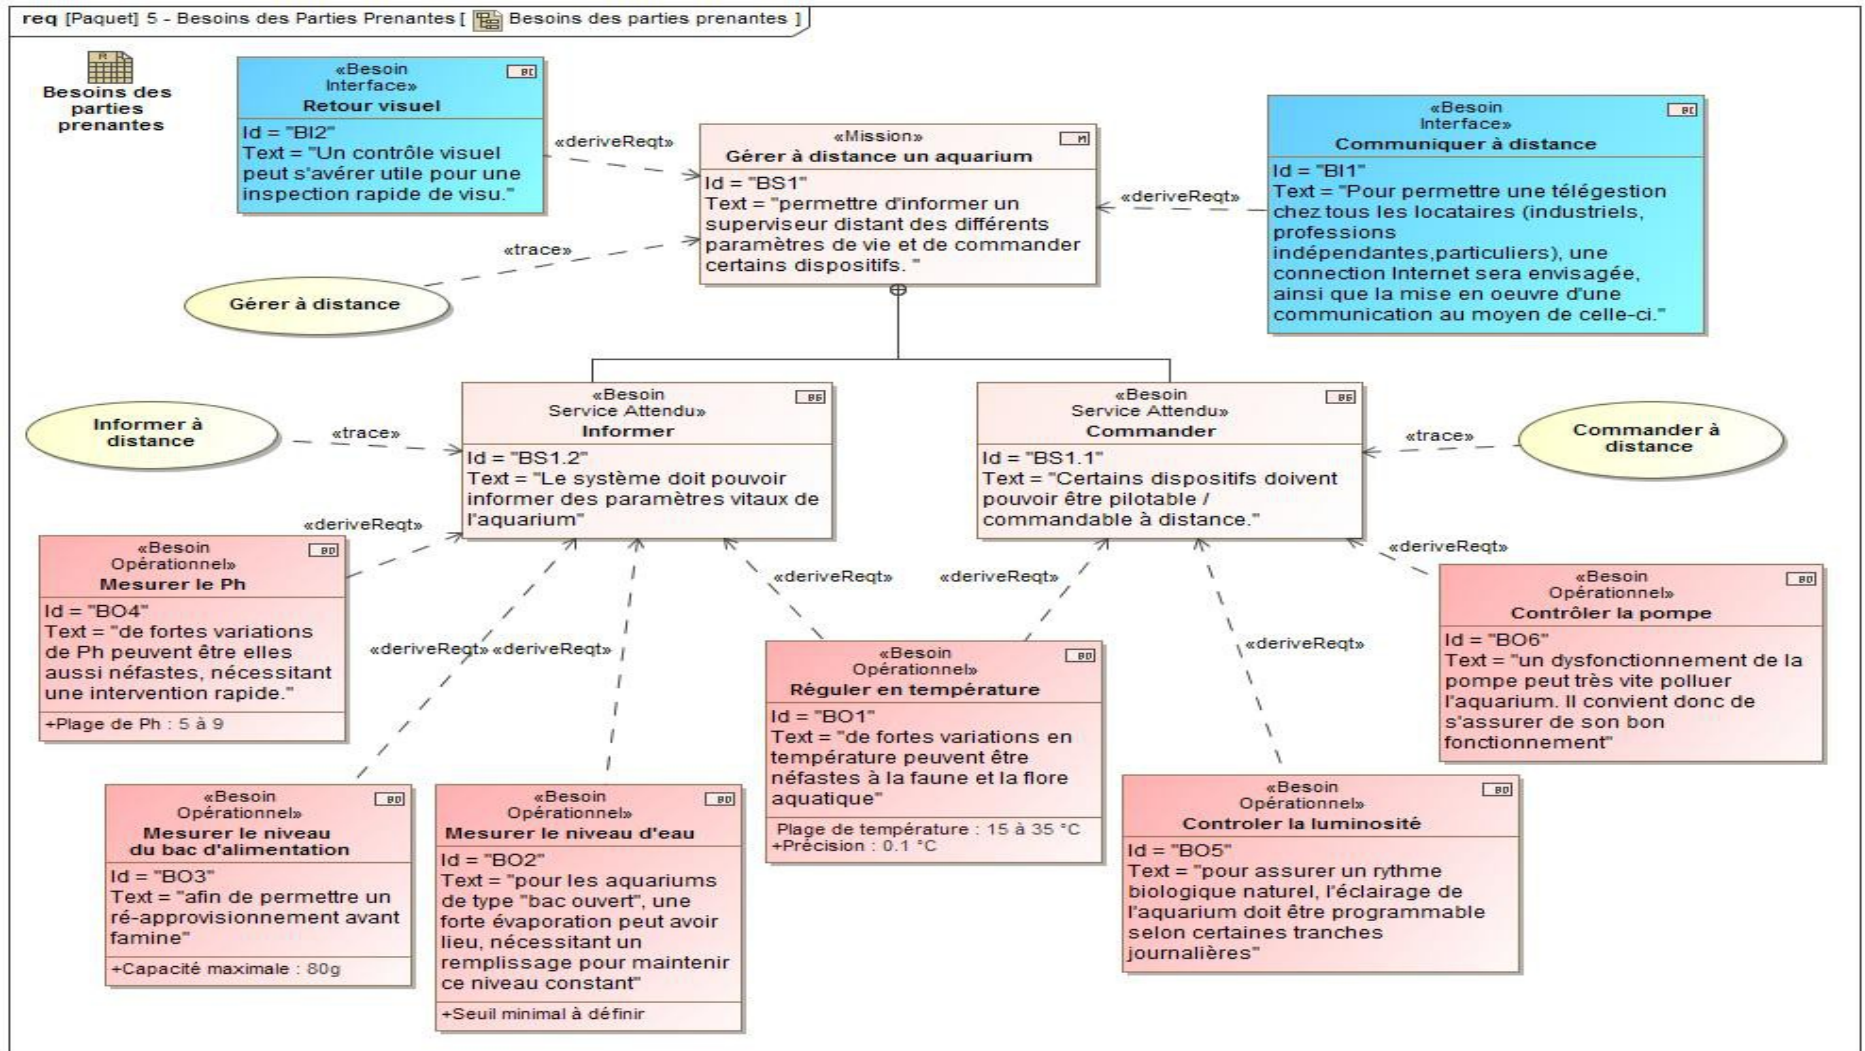 req [Paquet] 5 - Besoins des Parties Prenantes [ Besoins des parties prenantes ]
Besoins des
parties
prenantes
«Besoin
Interface»
Retour visuel
Id = "BI2"
Text = "Un contrôle visuel
peut s'avérer utile pour une
inspection rapide de visu."
«deriveReqt»
«Mission»
Gérer à distance un aquarium
Id = "BS1"
Text = "permettre d'informer un
superviseur distant des différents
paramètres de vie et de commander
certains dispositifs. "
«deriveReqt»
«Besoin
Interface»
Communiquer à distance
Id = "BI1"
Text = "Pour permettre une télégestion
chez tous les locataires (industriels,
professions
indépendantes,particuliers), une
connection Internet sera envisagée,
ainsi que la mise en oeuvre d'une
communication au moyen de celle-ci."
«trace»
Gérer à distance
Informer à
distance
«trace»
«Besoin
Service Attendu»
Informer
Id = "BS1.2"
Text = "Le système doit pouvoir
informer des paramètres vitaux de
l'aquarium"
«Besoin
Service Attendu»
Commander
Id = "BS1.1"
Text = "Certains dispositifs doivent
pouvoir être pilotable /
commandable à distance."
«trace»
Commander à
distance
«deriveReqt»
«Besoin
Opérationnel»
Mesurer le Ph
Id = "BO4"
Text = "de fortes variations
de Ph peuvent être elles
aussi néfastes, nécessitant
une intervention rapide."
+Plage de Ph : 5 à 9
«deriveReqt» «deriveReqt»
«deriveReqt»
«deriveReqt»
«deriveReqt»
«deriveReqt»
«Besoin
Opérationnel»
Contrôler la pompe
Id = "BO6"
Text = "un dysfonctionnement de la
pompe peut très vite polluer
l'aquarium. Il convient donc de
s'assurer de son bon
fonctionnement"
«Besoin
Opérationnel»
Réguler en température
Id = "BO1"
Text = "de fortes variations en
température peuvent être
néfastes à la faune et la flore
aquatique"
Plage de température : 15 à 35 °C
+Précision : 0.1 °C
«Besoin
Opérationnel»
Mesurer le niveau
du bac d'alimentation
Id = "BO3"
Text = "afin de permettre un
ré-approvisionnement avant
famine"
+Capacité maximale : 80g
«Besoin
Opérationnel»
Mesurer le niveau d'eau
Id = "BO2"
Text = "pour les aquariums
de type "bac ouvert", une
forte évaporation peut avoir
lieu, nécessitant un
remplissage pour maintenir
ce niveau constant"
+Seuil minimal à définir
«Besoin
Opérationnel»
Controler la luminosité
Id = "BO5"
Text = "pour assurer un rythme
biologique naturel, l'éclairage de
l'aquarium doit être programmable
selon certaines tranches
journalières"